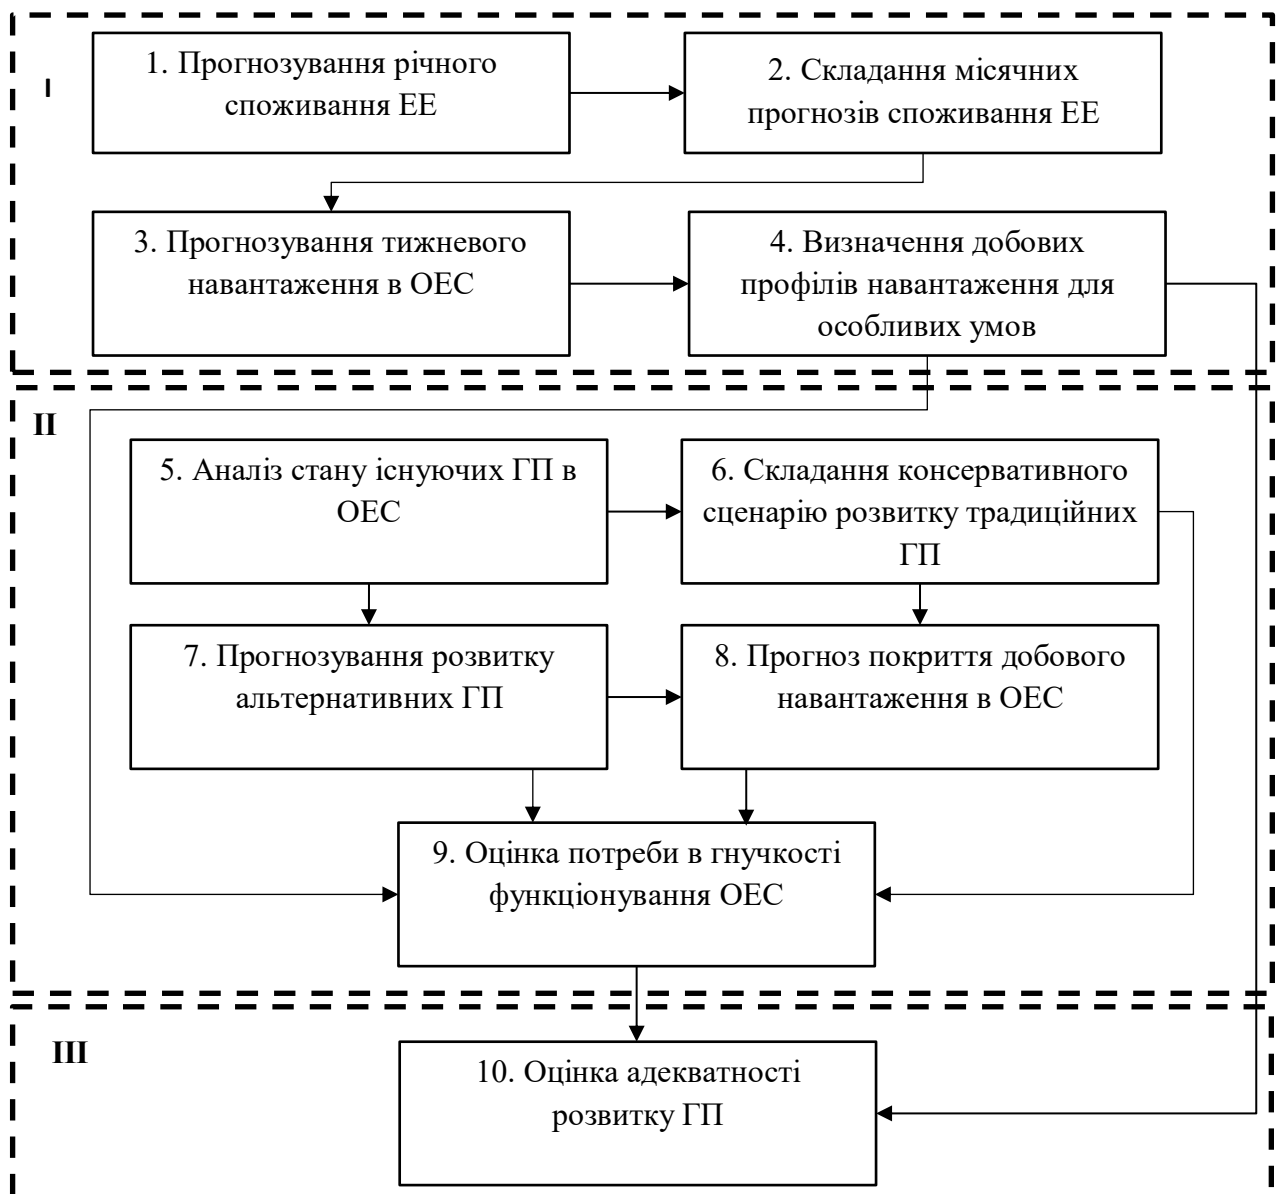 I
1. Прогнозування річного
споживання ЕЕ
2. Складання місячних
прогнозів споживання ЕЕ
3. Прогнозування тижневого
навантаження в ОЕС
4. Визначення добових
профілів навантаження для
особливих умов
II
5. Аналіз стану існуючих ГП в
ОЕС
6. Складання консервативного
сценарію розвитку традиційних
ГП
7. Прогнозування розвитку
альтернативних ГП
8. Прогноз покриття добового
навантаження в ОЕС
9. Оцінка потреби в гнучкості
функціонування ОЕС
III
10. Оцінка адекватності
розвитку ГП